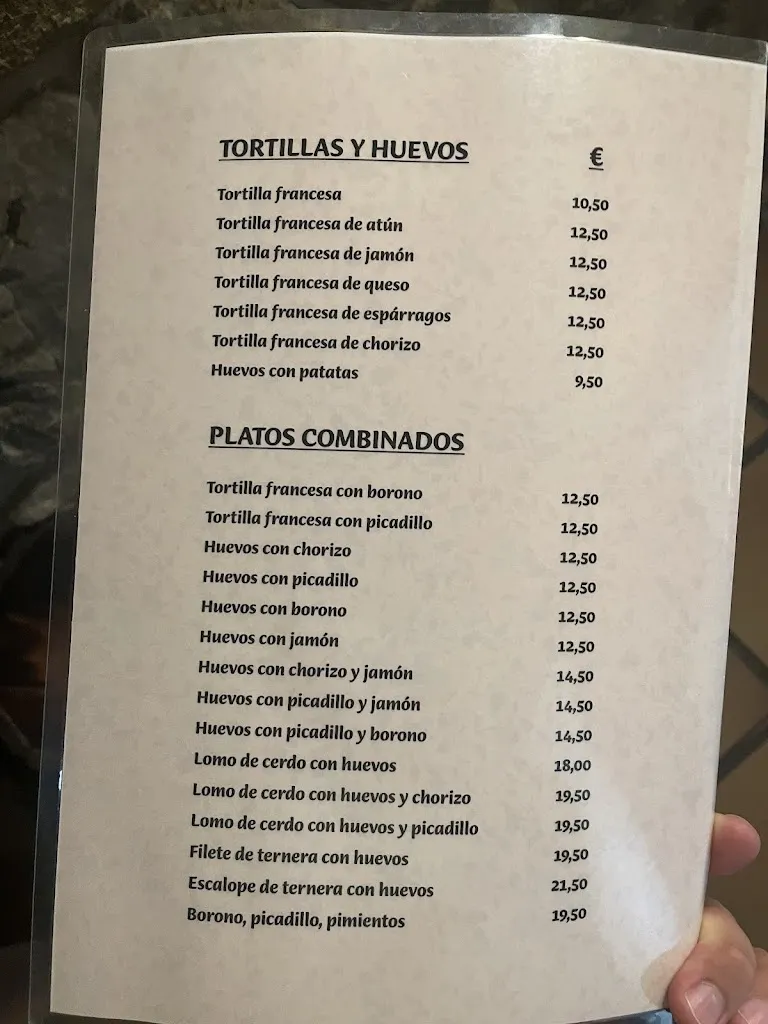 TORTILLAS Y HUEVOS €
Tortilla francesa 10,50
Tortilla francesa de atún 12,50
Tortilla francesa de jamón 12,50
Tortilla francesa de queso 12,50
Tortilla francesa de espárragos 12,50
Tortilla francesa de chorizo 12,50
Huevos con patatas 9,50
PLATOS COMBINADOS
Tortilla francesa con borono 12,50
Tortilla francesa con picadillo 12,50
Huevos con chorizo 12,50
Huevos con picadillo 12,50
Huevos con borono 12,50
Huevos con jamón 12,50
Huevos con chorizo y jamón 14,50
Huevos con picadillo y jamón 14,50
Huevos con picadillo y borono 14,50
Lomo de cerdo con huevos 18,00
Lomo de cerdo con huevos y chorizo 19,50
Lomo de cerdo con huevos y picadillo 19,50
Filete de ternera con huevos 19,50
Escalope de ternera con huevos 21,50
Borono, picadillo, pimientos 19,50